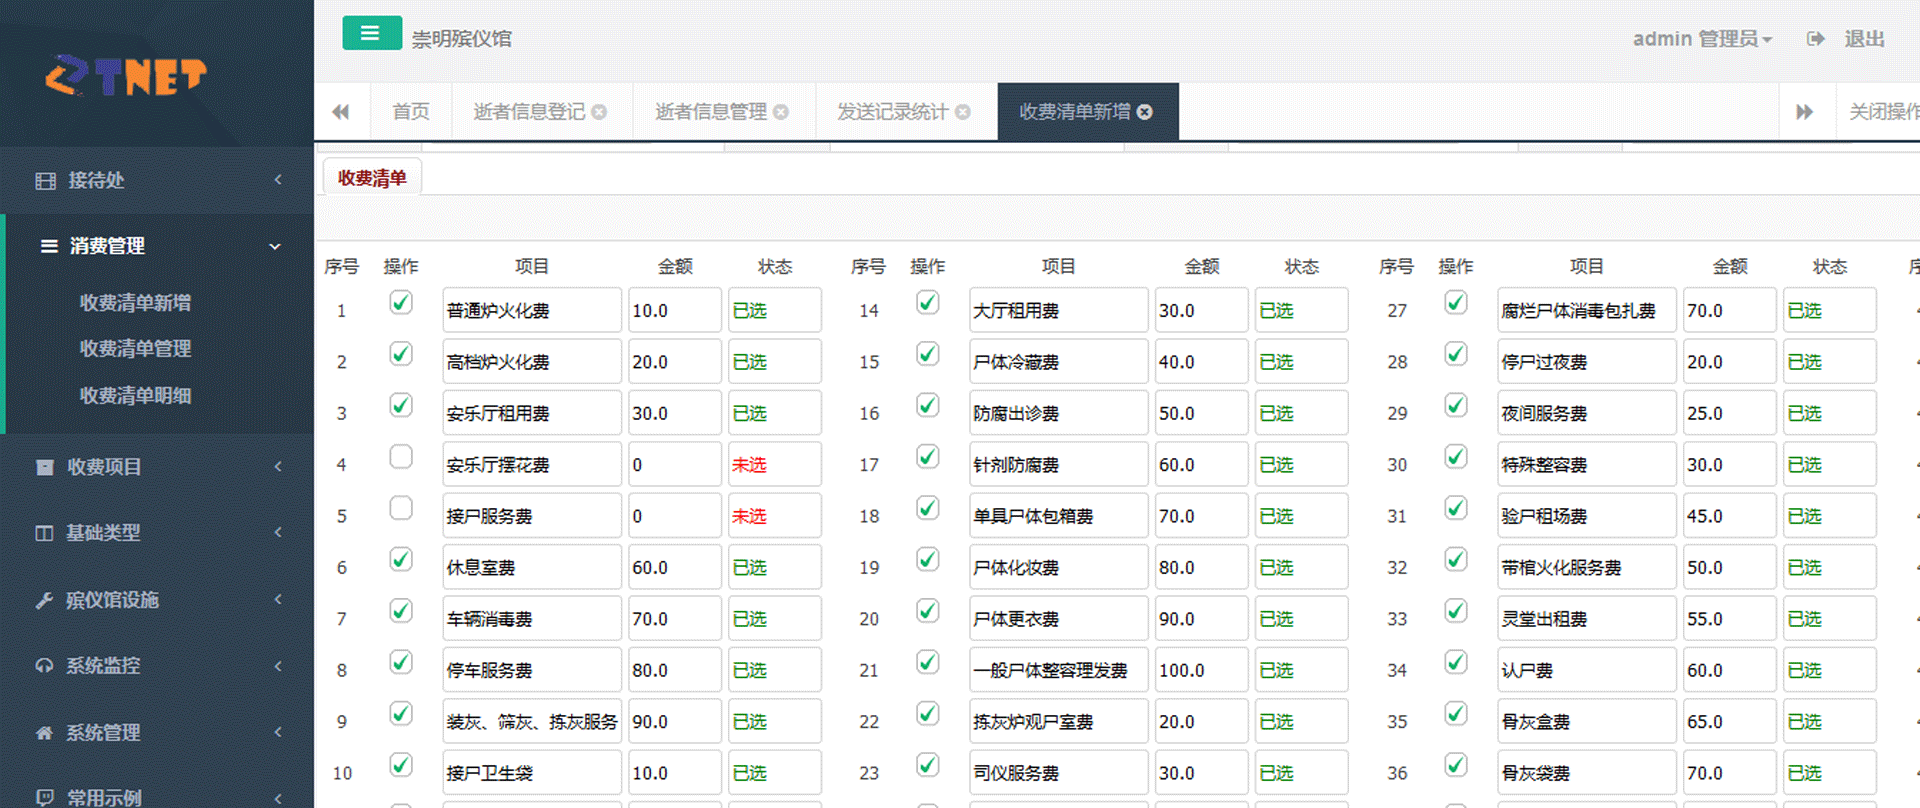 ZTNET
崇明殡仪馆
admin 管理员
退出
首页
逝者信息登记
逝者信息管理
发送记录统计
收费清单新增
关闭操作
接待处
消费管理
收费清单新增
收费清单管理
收费清单明细
收费项目
基础类型
殡仪馆设施
系统监控
系统管理
常用示例
收费清单
序号 操作 项目 金额 状态 序号 操作 项目 金额 状态 序号 操作 项目 金额 状态
1 普通炉火化费 10.0 已选 14 大厅租用费 30.0 已选 27 腐烂尸体消毒包扎费 70.0 已选
2 高档炉火化费 20.0 已选 15 尸体冷藏费 40.0 已选 28 停尸过夜费 20.0 已选
3 安乐厅租用费 30.0 已选 16 防腐出诊费 50.0 已选 29 夜间服务费 25.0 已选
4 安乐厅摆花费 0 未选 17 针剂防腐费 60.0 已选 30 特殊整容费 30.0 已选
5 接尸服务费 0 未选 18 单具尸体包箱费 70.0 已选 31 验尸租场费 45.0 已选
6 休息室费 60.0 已选 19 尸体化妆费 80.0 已选 32 带棺火化服务费 50.0 已选
7 车辆消毒费 70.0 已选 20 尸体更衣费 90.0 已选 33 灵堂出租费 55.0 已选
8 停车服务费 80.0 已选 21 一般尸体整容理发费 100.0 已选 34 认尸费 60.0 已选
9 装灰、筛灰、拣灰服务 90.0 已选 22 拣灰炉观尸室费 20.0 已选 35 骨灰盒费 65.0 已选
10 接尸卫生袋 10.0 已选 23 司仪服务费 30.0 已选 36 骨灰袋费 70.0 已选